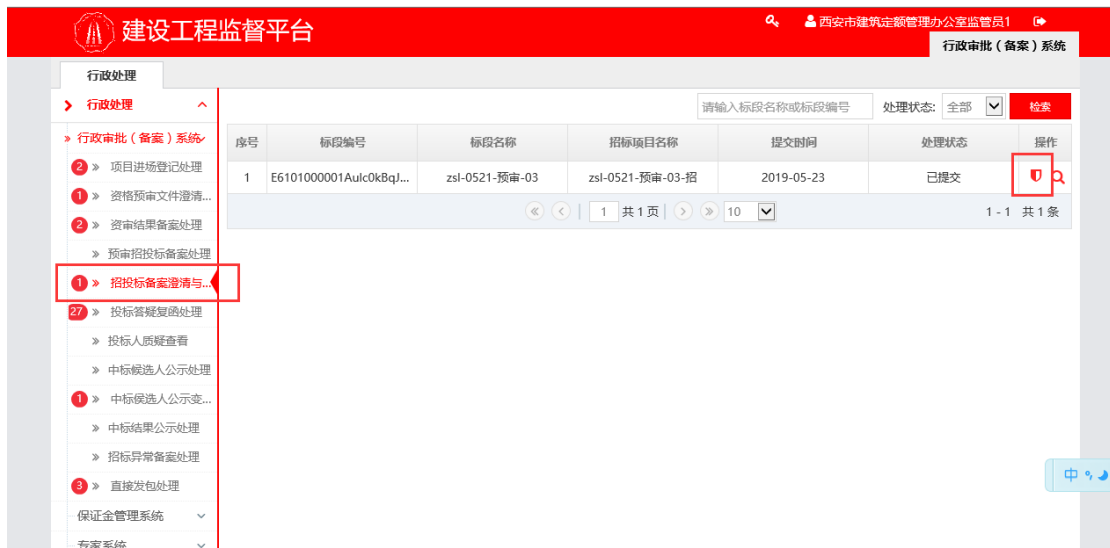 建设工程监督平台
西安市建筑定额管理办公室监管员1
行政审批（备案）系统
行政处理
行政处理
请输入标段名称或标段编号 处理状态: 全部 检索
行政审批（备案）系统
序号 标段编号 标段名称 招标项目名称 提交时间 处理状态 操作
2 项目进场登记处理
1 E6101000001Aulc0kBqJ... zsl-0521-预审-03 zsl-0521-预审-03-招 2019-05-23 已提交
1 资格预审文件澄清...
1 共1页 10 1 - 1 共1条
2 资审结果备案处理
预审招投标备案处理
1 招投标备案澄清与...
27 投标答疑复函处理
投标人质疑查看
中标候选人公示处理
1 中标侯选人公示变...
中标结果公示处理
招标异常备案处理
3 直接发包处理
中
保证金管理系统
专家系统